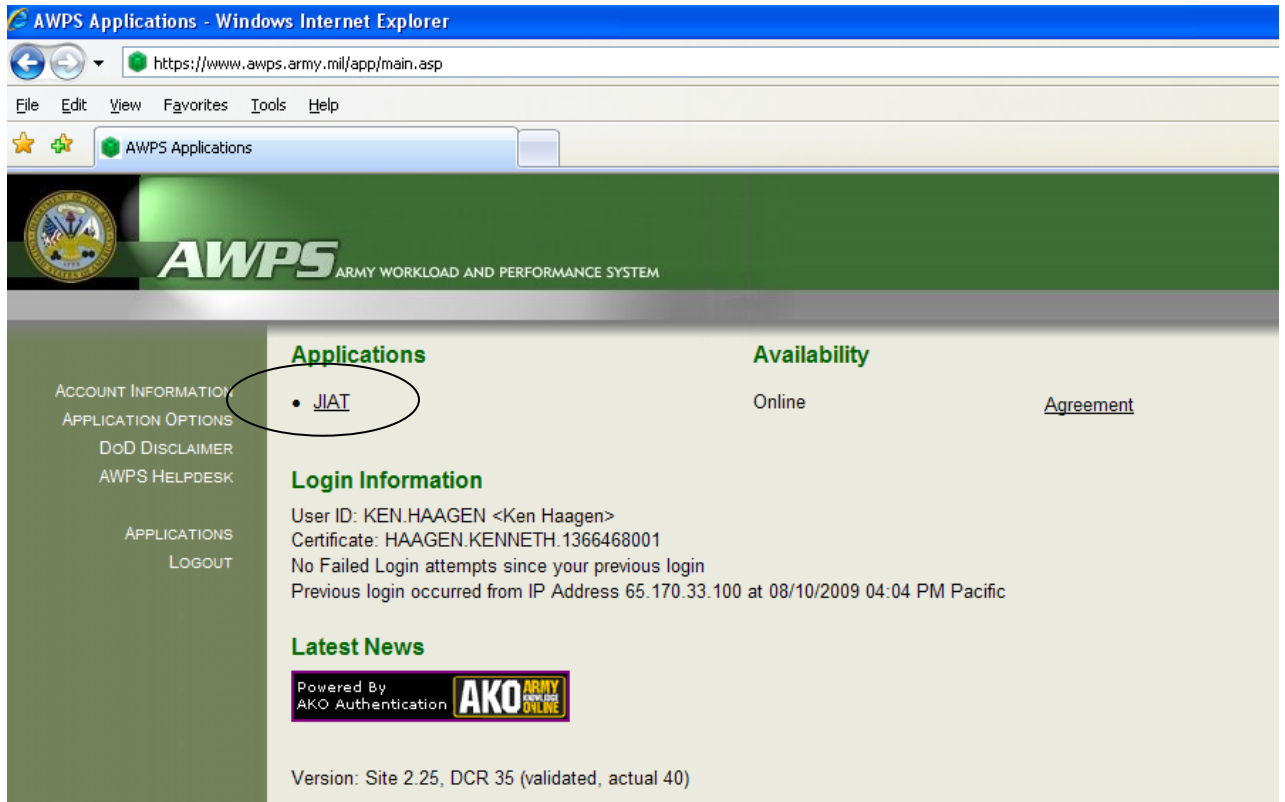 AWPS Applications - Windows Internet Explorer
https://www.awps.army.mil/app/main.asp
File Edit View Favorites Tools Help
AWPS Applications
AWPS ARMY WORKLOAD AND PERFORMANCE SYSTEM
ACCOUNT INFORMATION
APPLICATION OPTIONS
DOD DISCLAIMER
AWPS HELPDESK
APPLICATIONS
LOGOUT
Applications Availability
• JIAT Online Agreement
Login Information
User ID: KEN.HAAGEN <Ken Haagen>
Certificate: HAAGEN.KENNETH.1366468001
No Failed Login attempts since your previous login
Previous login occurred from IP Address 65.170.33.100 at 08/10/2009 04:04 PM Pacific
Latest News
Powered By
AKO Authentication AKO ARMY KNOWLEDGE ONLINE
Version: Site 2.25, DCR 35 (validated, actual 40)